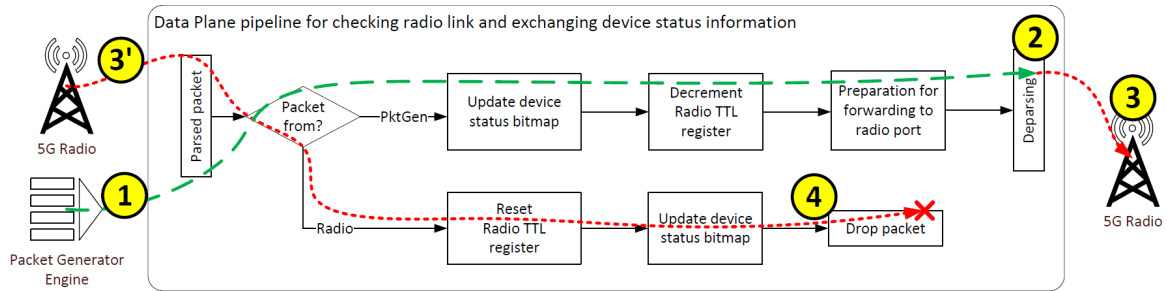 Data Plane pipeline for checking radio link and exchanging device status information
3'
2
3
1
4
5G Radio
Packet Generator
Engine
Parsed packet
Packet
from?
PktGen
Update device
status bitmap
Decrement
Radio TTL
register
Preparation for
forwarding to
radio port
Deparsing
5G Radio
Radio
Reset
Radio TTL
register
Update device
status bitmap
Drop packet